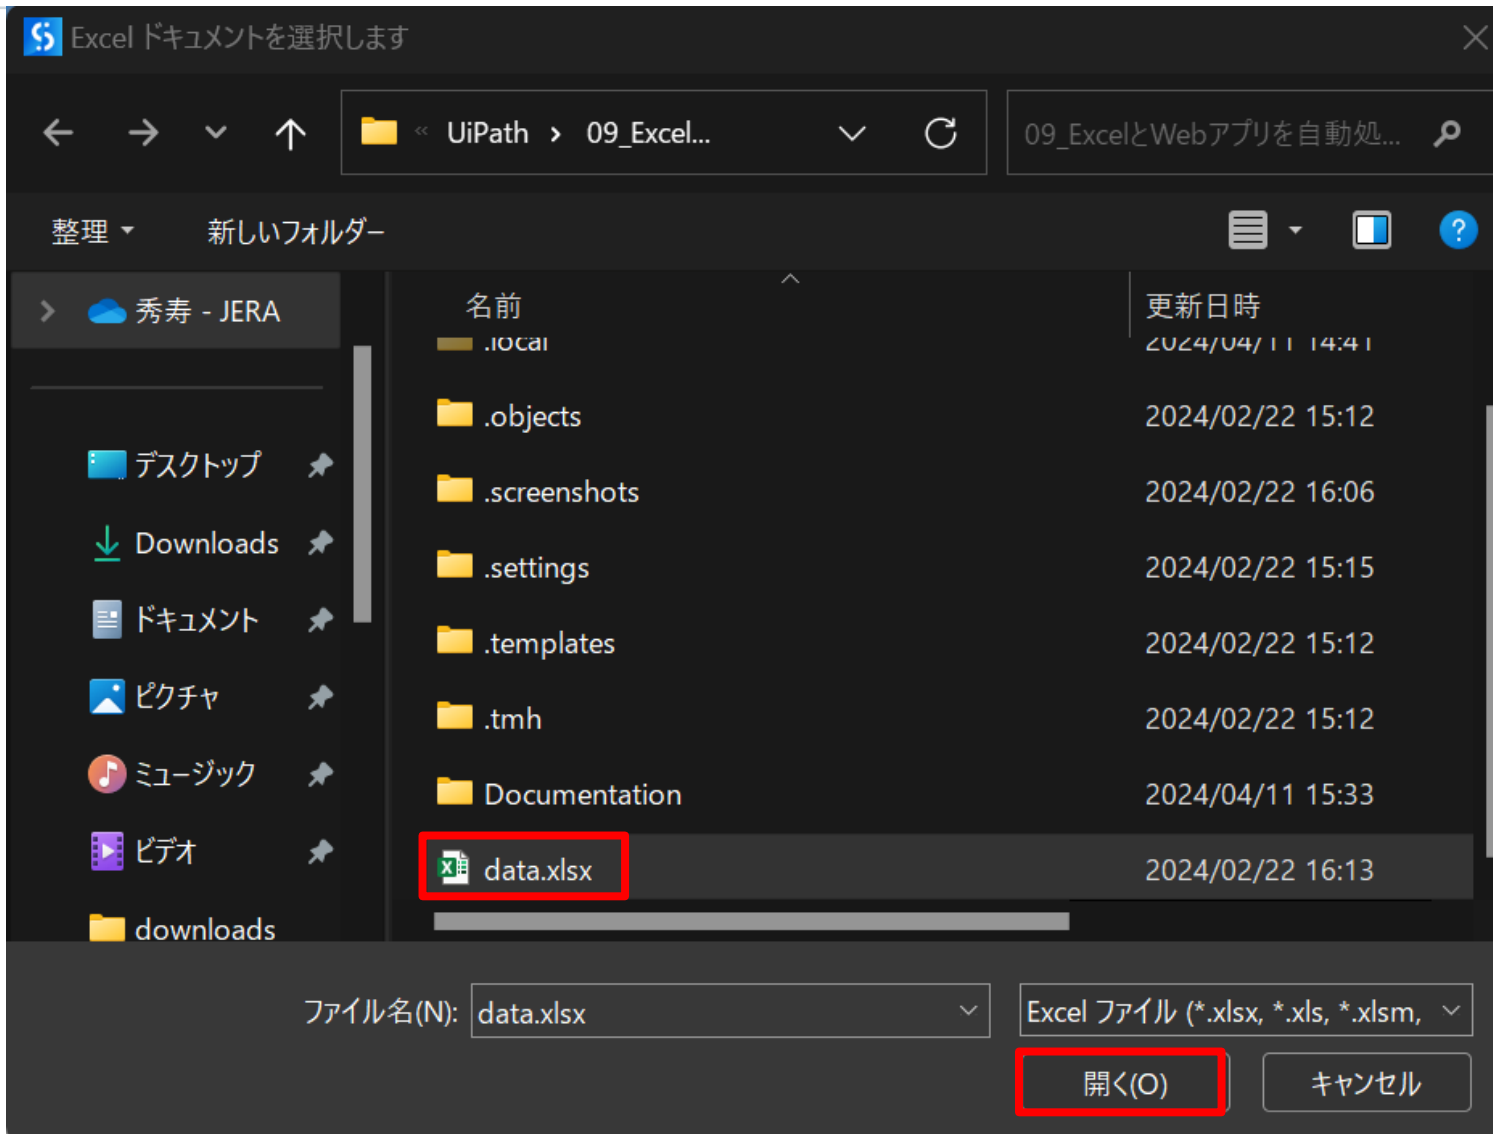 Excel ドキュメントを選択します
« UiPath › 09_Excel...
09_ExcelとWebアプリを自動処...
整理
新しいフォルダー
秀寿 - JERA
名前
更新日時
.local
2024/04/11 14:41
.objects
2024/02/22 15:12
デスクトップ
.screenshots
2024/02/22 16:06
Downloads
.settings
2024/02/22 15:15
ドキュメント
.templates
2024/02/22 15:12
ピクチャ
.tmh
2024/02/22 15:12
ミュージック
Documentation
2024/04/11 15:33
ビデオ
data.xlsx
2024/02/22 16:13
downloads
ファイル名(N):
data.xlsx
Excel ファイル (*.xlsx, *.xls, *.xlsm,
開く(O)
キャンセル